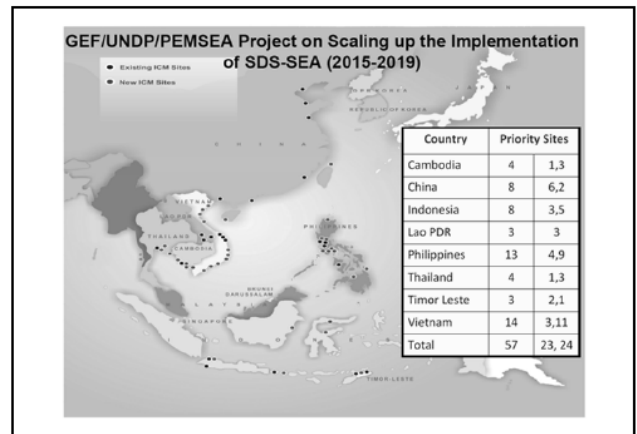 GEF/UNDP/PEMSEA Project on Scaling up the Implementation
of SDS-SEA (2015-2019)
Existing ICM Sites
New ICM Sites
REPUBLIC OF KOREA
J A P A N
C H I N A
Country Priority Sites
Cambodia 4 1,3
China 8 6,2
Indonesia 8 3,5
Lao PDR 3 3
Philippines 13 4,9
Thailand 4 1,3
Timor Leste 3 2,1
Vietnam 14 3,11
Total 57 23, 24
VIETNAM
THAILAND
CAMBODIA
PHILIPPINES
BRUNEI
DARUSSALAM
M A L A Y S I A
SINGAPORE
I N D O N E S
TIMOR-LESTE